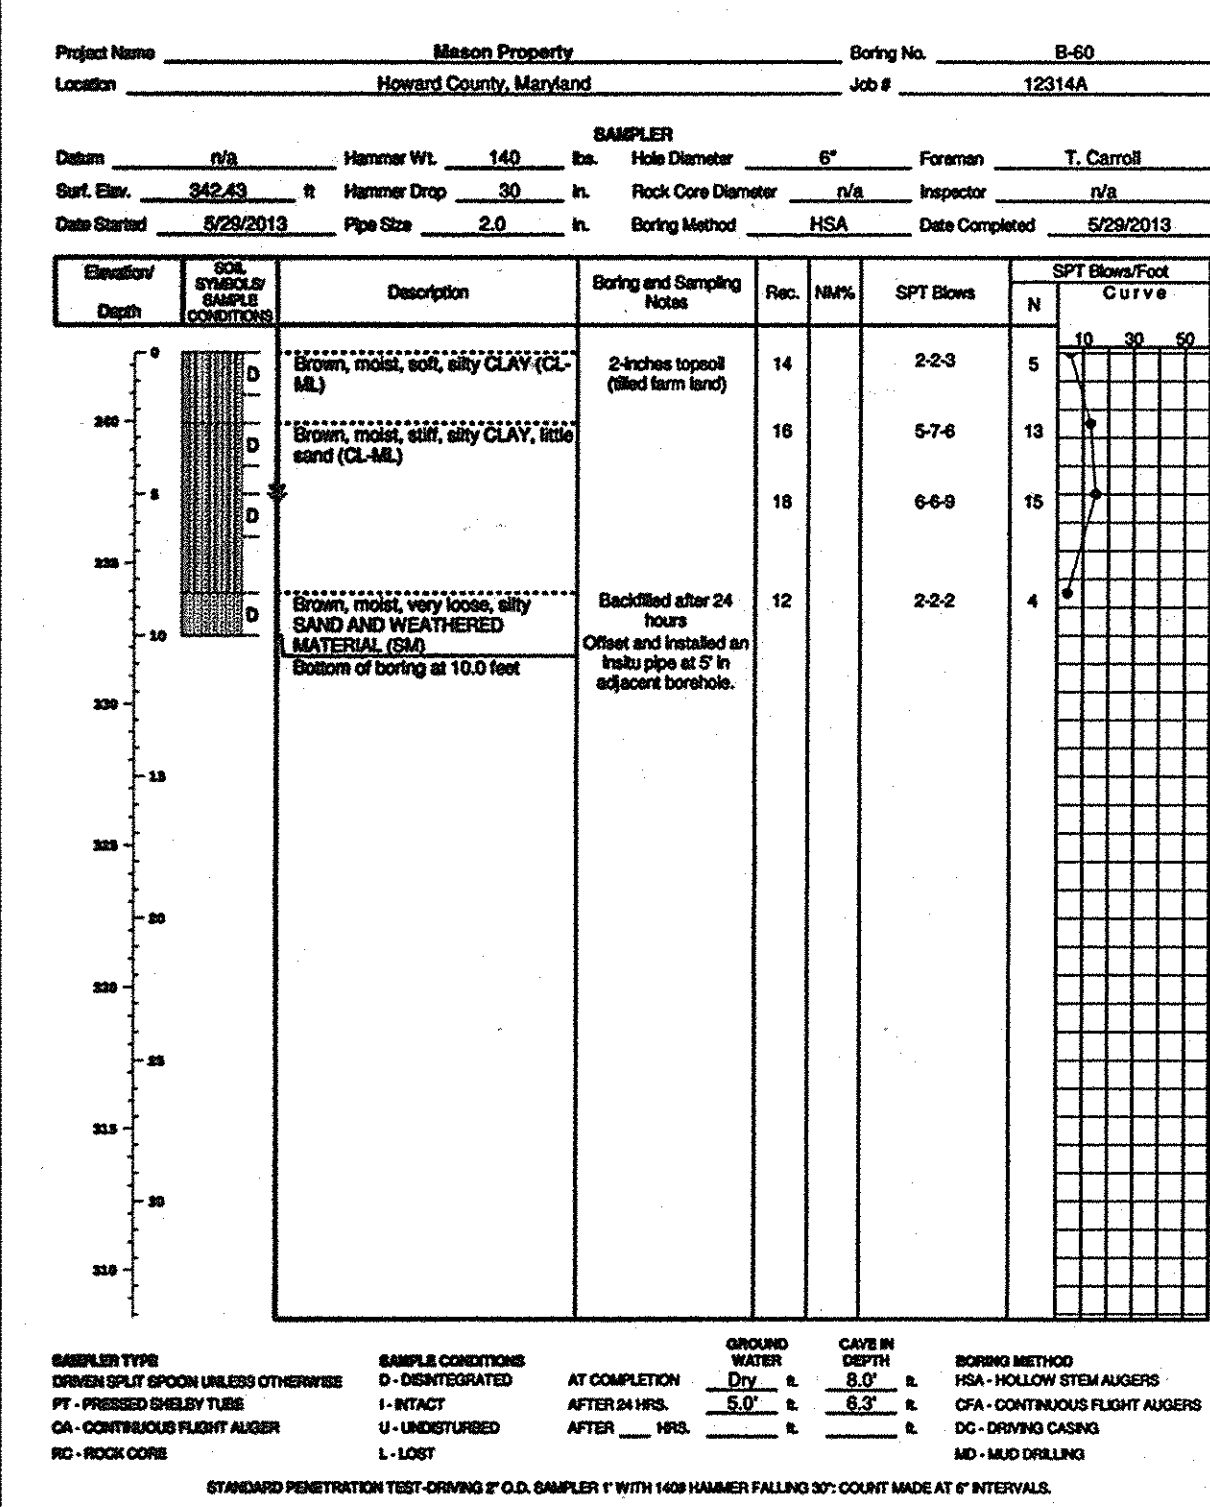 Project Name Mason Property Boring No. B-60
Location Howard County, Maryland Job # 12314A
SAMPLER
Datum n/a Hammer Wt. 140 lbs. Hole Diameter 6" Foreman T. Carroll
Surf. Elev. 342.43 ft Hammer Drop 30 in. Rock Core Diameter n/a Inspector n/a
Date Started 5/29/2013 Pipe Size 2.0 in. Boring Method HSA Date Completed 5/29/2013
Elevation/
Depth
SOIL
SYMBOLS/
SAMPLE
CONDITIONS
Description
Boring and Sampling
Notes
Rec. NM% SPT Blows
SPT Blows/Foot
N
Curve
10 30 50
0
D
Brown, moist, soft, silty CLAY (CL-
ML)
2-inches topsoil
(tilled farm land)
14 2-2-3 5
340
D
Brown, moist, stiff, silty CLAY, little
sand (CL-ML)
16 5-7-6 13
5
D
18 6-6-9 15
335
D
Brown, moist, very loose, silty
SAND AND WEATHERED
MATERIAL (SM)
Backfilled after 24
hours
12 2-2-2 4
10
Bottom of boring at 10.0 feet
Offset and installed an
insitu pipe at 5' in
adjacent borehole.
330
15
325
20
320
25
315
30
310
SAMPLER TYPE
DRIVEN SPLIT SPOON UNLESS OTHERWISE
PT - PRESSED SHELBY TUBE
CA - CONTINUOUS FLIGHT AUGER
RC - ROCK CORE
SAMPLE CONDITIONS
D - DISINTEGRATED
I - INTACT
U - UNDISTURBED
L - LOST
GROUND
WATER
CAVE IN
DEPTH
AT COMPLETION Dry ft. 8.0' ft.
AFTER 24 HRS. 5.0' ft. 6.3' ft.
AFTER ___ HRS. ___ ft. ___ ft.
BORING METHOD
HSA - HOLLOW STEM AUGERS
CFA - CONTINUOUS FLIGHT AUGERS
DC - DRIVING CASING
MD - MUD DRILLING
STANDARD PENETRATION TEST-DRIVING 2" O.D. SAMPLER 1' WITH 140# HAMMER FALLING 30": COUNT MADE AT 6" INTERVALS.